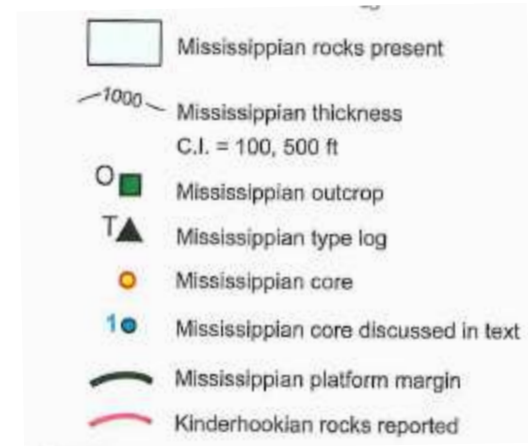 Mississippian rocks present
1000 Mississippian thickness
C.I. = 100, 500 ft
O Mississippian outcrop
T Mississippian type log
Mississippian core
1 Mississippian core discussed in text
Mississippian platform margin
Kinderhookian rocks reported